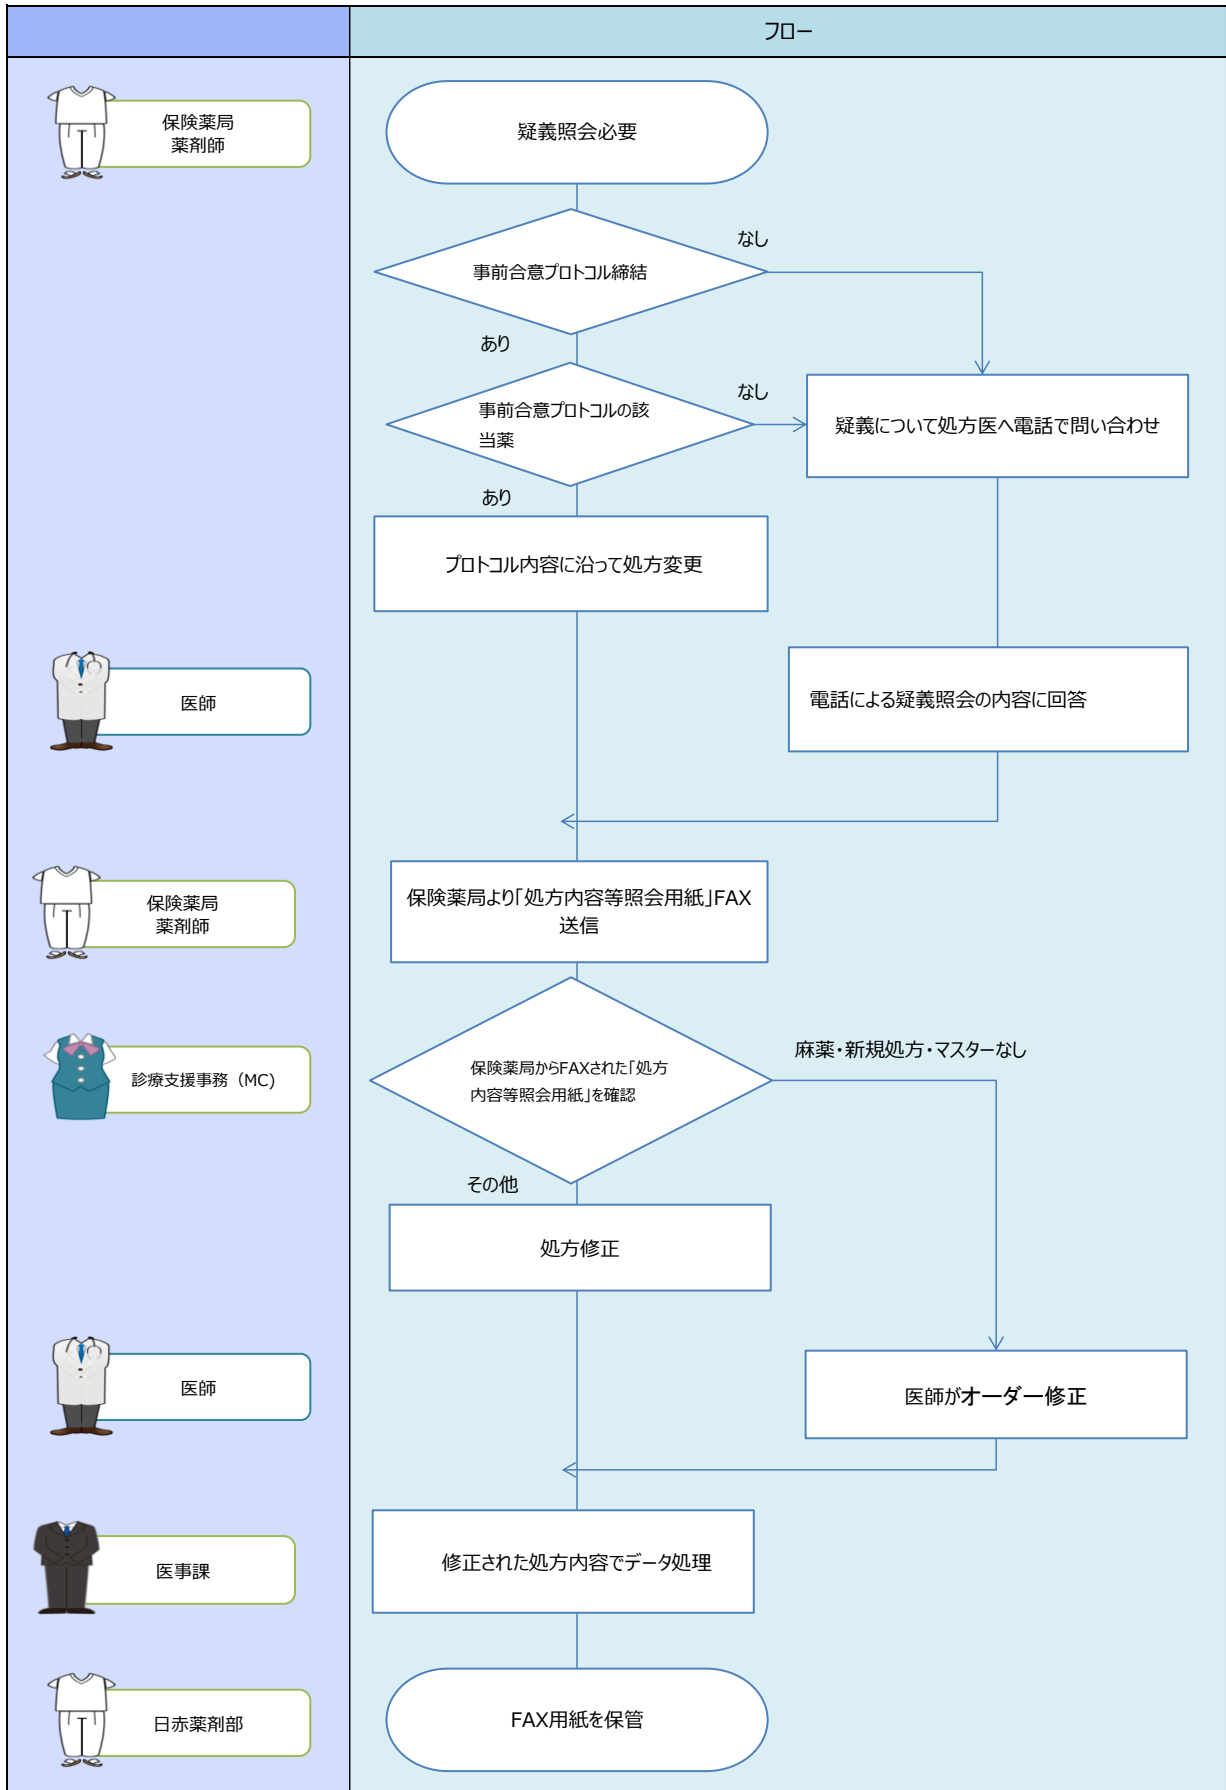 フロー
保険薬局
薬剤師
疑義照会必要
なし
事前合意プロトコル締結
あり
なし
事前合意プロトコルの該
当薬
疑義について処方医へ電話で問い合わせ
あり
プロトコル内容に沿って処方変更
医師
電話による疑義照会の内容に回答
保険薬局
薬剤師
保険薬局より「処方内容等照会用紙」FAX
送信
診療支援事務（MC)
保険薬局からFAXされた「処方
内容等照会用紙」を確認
麻薬・新規処方・マスターなし
その他
処方修正
医師
医師がオーダー修正
医事課
修正された処方内容でデータ処理
日赤薬剤部
FAX用紙を保管